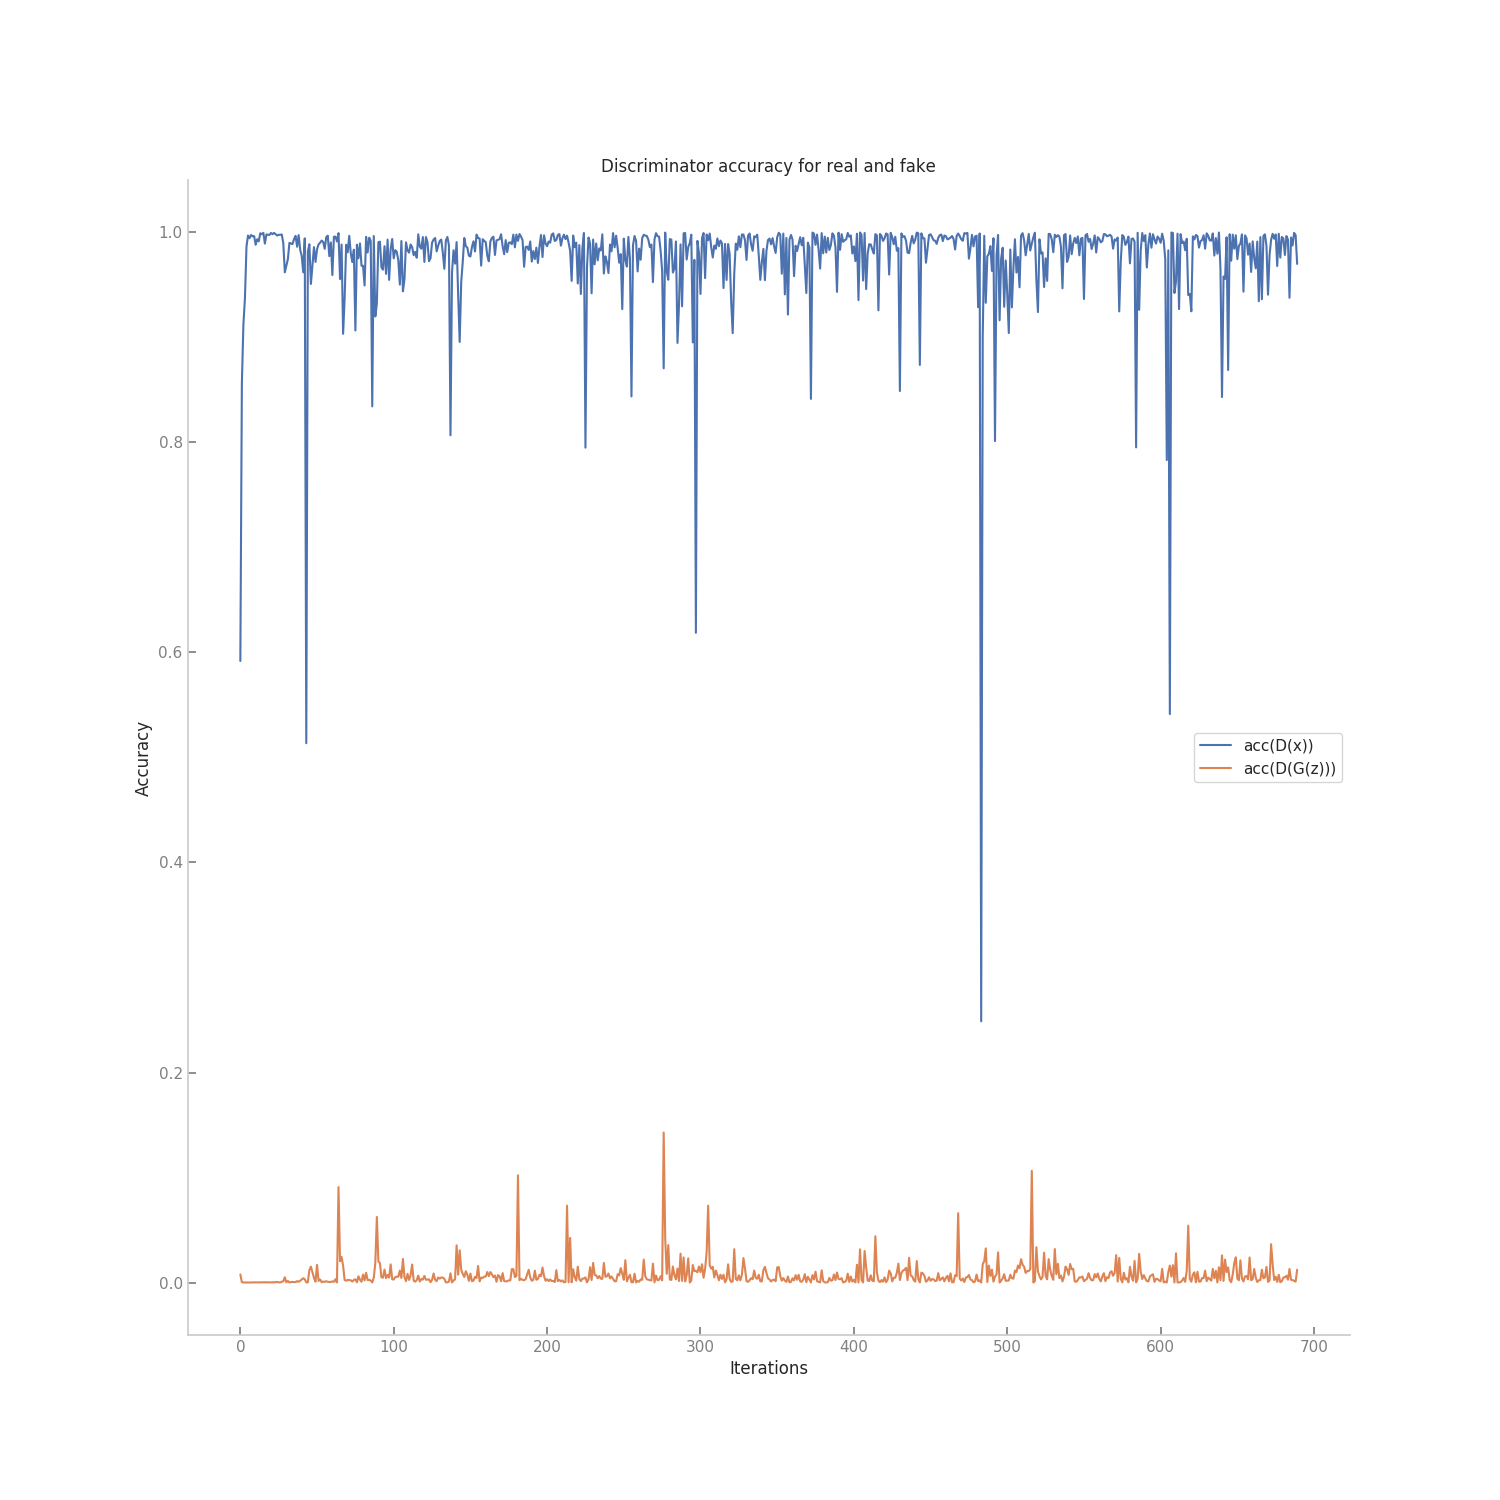 Discriminator accuracy for real and fake
1.0
0.8
0.6
0.4
0.2
0.0
Accuracy
acc(D(x))
acc(D(G(z)))
0 100 200 300 400 500 600 700
Iterations